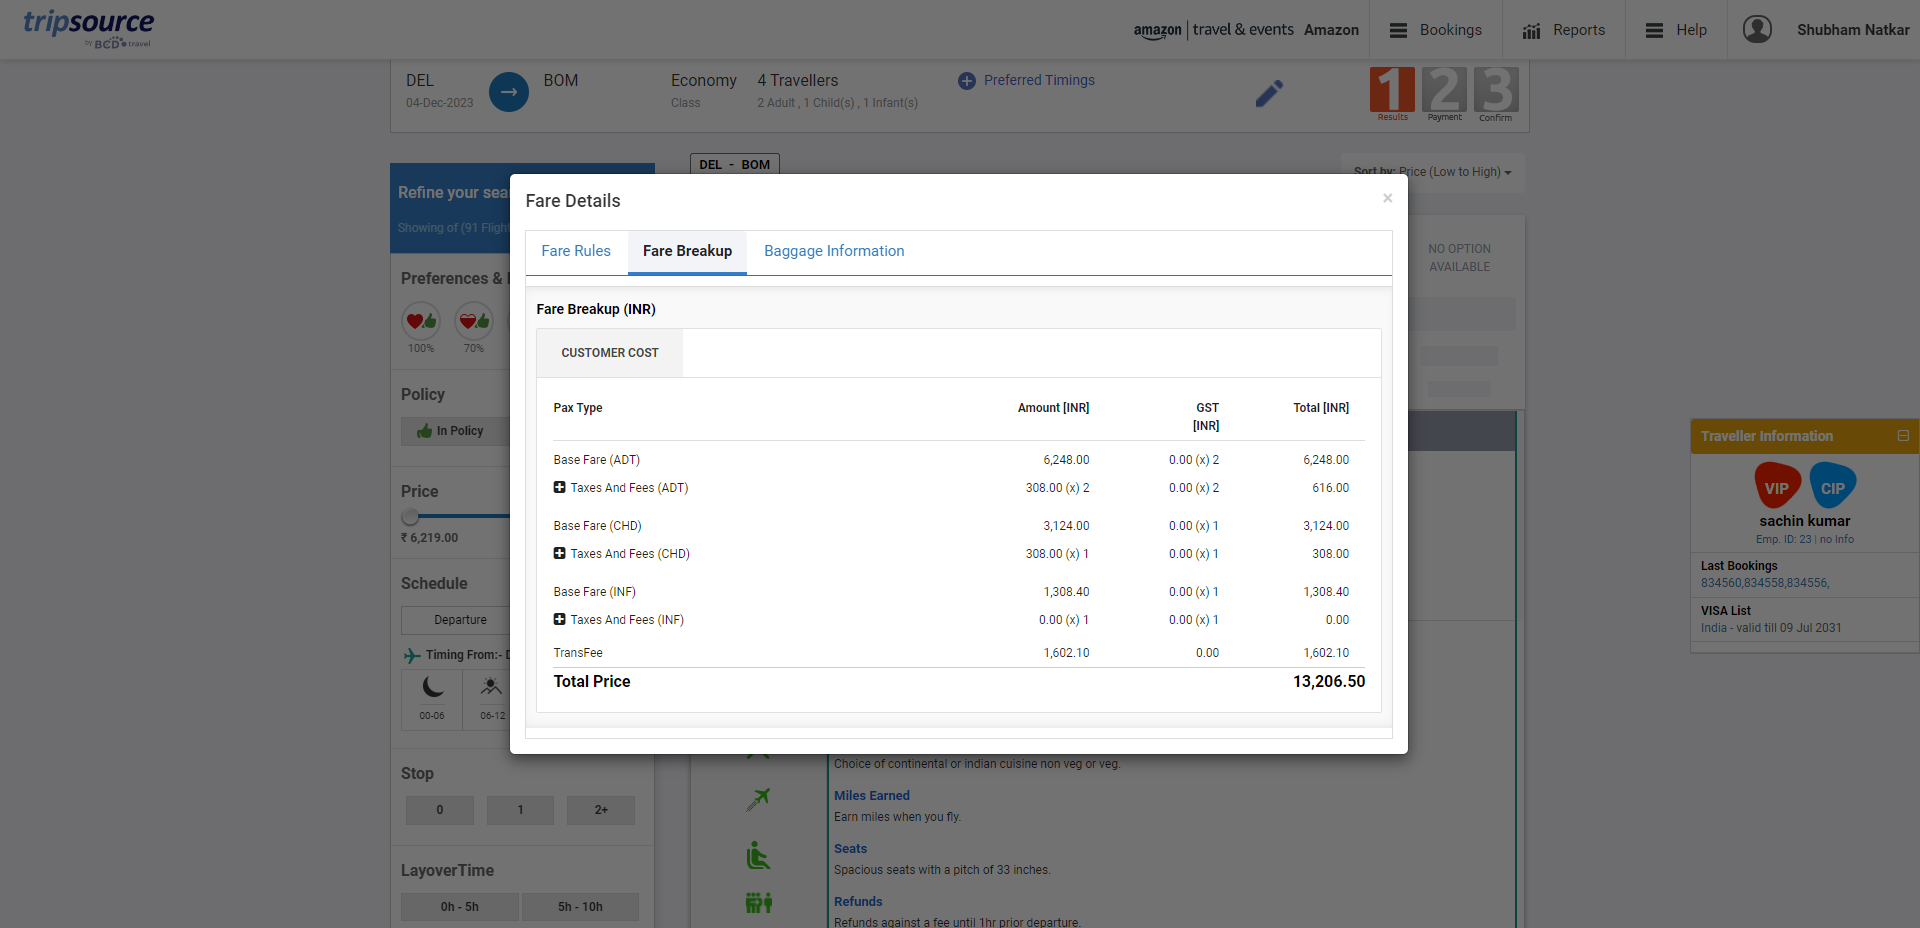 tripsource
by BCD travel
amazon | travel & events Amazon
Bookings
Reports
Help
Shubham Natkar
DEL
BOM
Economy
4 Travellers
Preferred Timings
04-Dec-2023
Class
2 Adult , 1 Child(s) , 1 Infant(s)
1 2 3
Results
Payment
Confirm
DEL - BOM
Sort by: Price (Low to High)
Refine your sea
Showing of (91 Fligh
NO OPTION
AVAILABLE
Preferences &
100%
70%
Policy
In Policy
Price
₹ 6,219.00
Schedule
Departure
Timing From:-
00-06
06-12
Stop
0
1
2+
LayoverTime
0h - 5h
5h - 10h
Fare Details
×
Fare Rules
Fare Breakup
Baggage Information
Fare Breakup (INR)
CUSTOMER COST
Pax Type Amount [INR] GST [INR] Total [INR]
Base Fare (ADT) 6,248.00 0.00 (x) 2 6,248.00
Taxes And Fees (ADT) 308.00 (x) 2 0.00 (x) 2 616.00
Base Fare (CHD) 3,124.00 0.00 (x) 1 3,124.00
Taxes And Fees (CHD) 308.00 (x) 1 0.00 (x) 1 308.00
Base Fare (INF) 1,308.40 0.00 (x) 1 1,308.40
Taxes And Fees (INF) 0.00 (x) 1 0.00 (x) 1 0.00
TransFee 1,602.10 0.00 1,602.10
Total Price 13,206.50
Choice of continental or indian cuisine non veg or veg.
Miles Earned
Earn miles when you fly.
Seats
Spacious seats with a pitch of 33 inches.
Refunds
Refunds against a fee until 1hr prior departure.
Traveller Information
VIP
CIP
sachin kumar
Emp. ID: 23 | no Info
Last Bookings
834560,834558,834556,
VISA List
India - valid till 09 Jul 2031